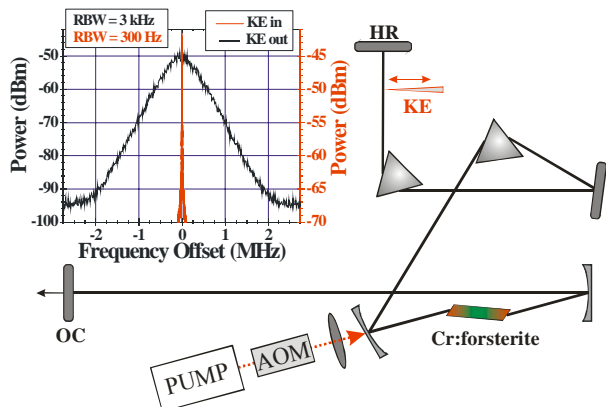 RBW = 3 kHz
RBW = 300 Hz
KE in
KE out
Power (dBm)
-50
-60
-70
-80
-90
-100
-45
-50
-55
-60
-65
-70
Power (dBm)
-2
-1
0
1
2
Frequency Offset (MHz)
HR
KE
OC
PUMP
AOM
Cr:forsterite